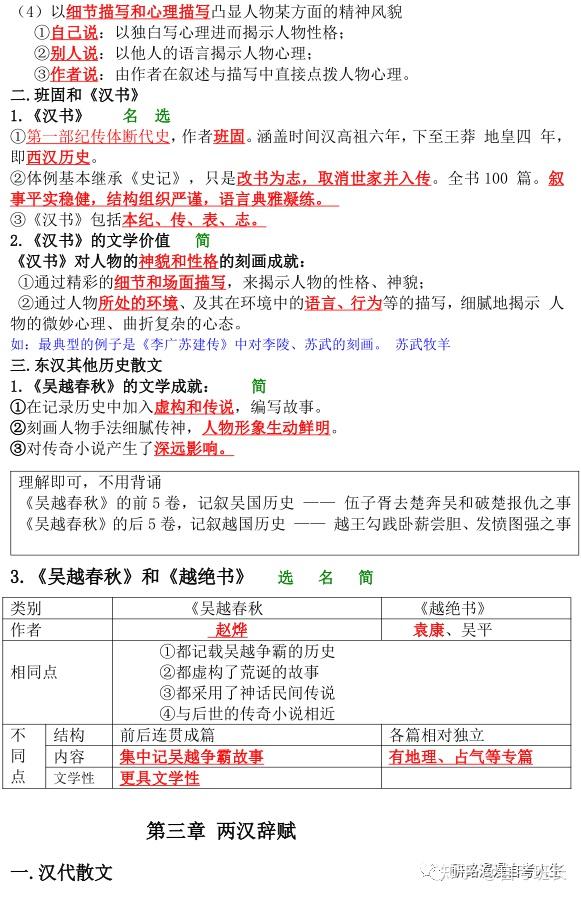 （4）以细节描写和心理描写凸显人物某方面的精神风貌
①自己说：以独白写心理进而揭示人物性格；
②别人说：以他人的语言揭示人物心理；
③作者说：由作者在叙述与描写中直接点拨人物心理。
二.班固和《汉书》
1.《汉书》 名 选
①第一部纪传体断代史，作者班固。涵盖时间汉高祖六年，下至王莽 地皇四 年，
即西汉历史。
②体例基本继承《史记》，只是改书为志，取消世家并入传。全书100 篇。叙
事平实稳健，结构组织严谨，语言典雅凝练。
③《汉书》包括本纪、传、表、志。
2.《汉书》的文学价值 简
《汉书》对人物的神貌和性格的刻画成就：
①通过精彩的细节和场面描写，来揭示人物的性格、神貌；
②通过人物所处的环境、及其在环境中的语言、行为等的描写，细腻地揭示 人
物的微妙心理、曲折复杂的心态。
如：最典型的例子是《李广苏建传》中对李陵、苏武的刻画。 苏武牧羊
三.东汉其他历史散文
1.《吴越春秋》的文学成就： 简
①在记录历史中加入虚构和传说，编写故事。
②刻画人物手法细腻传神，人物形象生动鲜明。
③对传奇小说产生了深远影响。
理解即可，不用背诵
《吴越春秋》的前5卷，记叙吴国历史 —— 伍子胥去楚奔吴和破楚报仇之事
《吴越春秋》的后5卷，记叙越国历史 —— 越王勾践卧薪尝胆、发愤图强之事
3.《吴越春秋》和《越绝书》 选 名 简
类别 《吴越春秋 《越绝书》
作者 赵烨 袁康、吴平
相同点 ①都记载吴越争霸的历史
②都虚构了荒诞的故事
③都采用了神话民间传说
④与后世的传奇小说相近
不同点 结构 前后连贯成篇 各篇相对独立
内容 集中记吴越争霸故事 有地理、占气等专篇
文学性 更具文学性
第三章 两汉辞赋
一.汉代散文